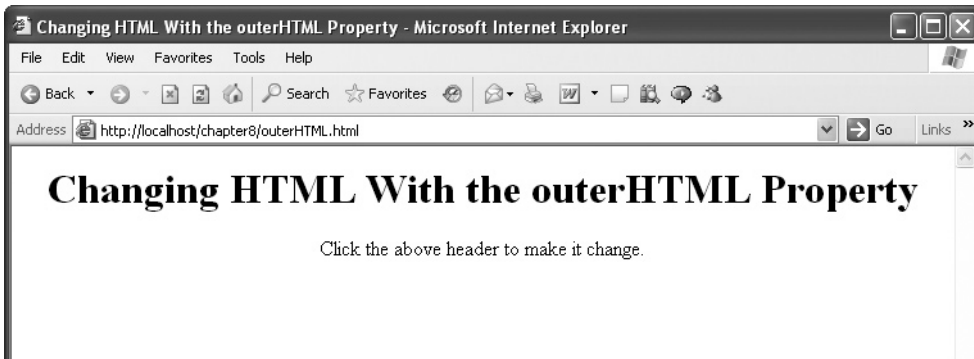 Changing HTML With the outerHTML Property - Microsoft Internet Explorer
File Edit View Favorites Tools Help
Back Search Favorites
Address http://localhost/chapter8/outerHTML.html Go Links »
Changing HTML With the outerHTML Property
Click the above header to make it change.